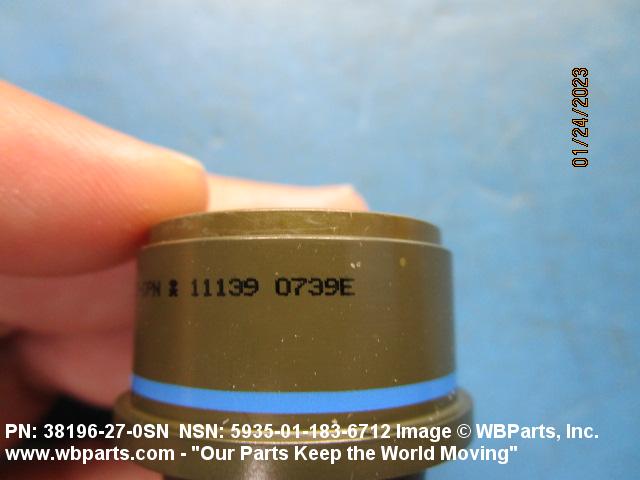 01/24/2023
11139 0739E
PN: 38196-27-0SN NSN: 5935-01-183-6712 Image © WBParts, Inc.
www.wbparts.com - "Our Parts Keep the World Moving"